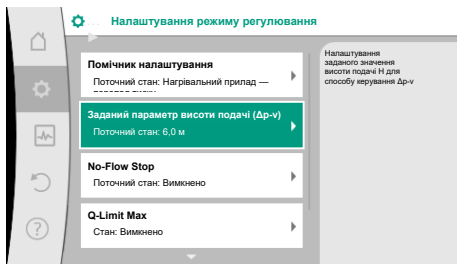 Налаштування режиму регулювання
Помічник налаштування
Поточний стан: Нагрівальний прилад —
Заданий параметр висоти подачі (Δp-v)
Поточний стан: 6,0 м
No-Flow Stop
Поточний стан: Вимкнено
Q-Limit Max
Стан: Вимкнено
Налаштування
заданого значення
висоти подачі H для
способу керування Δp-v